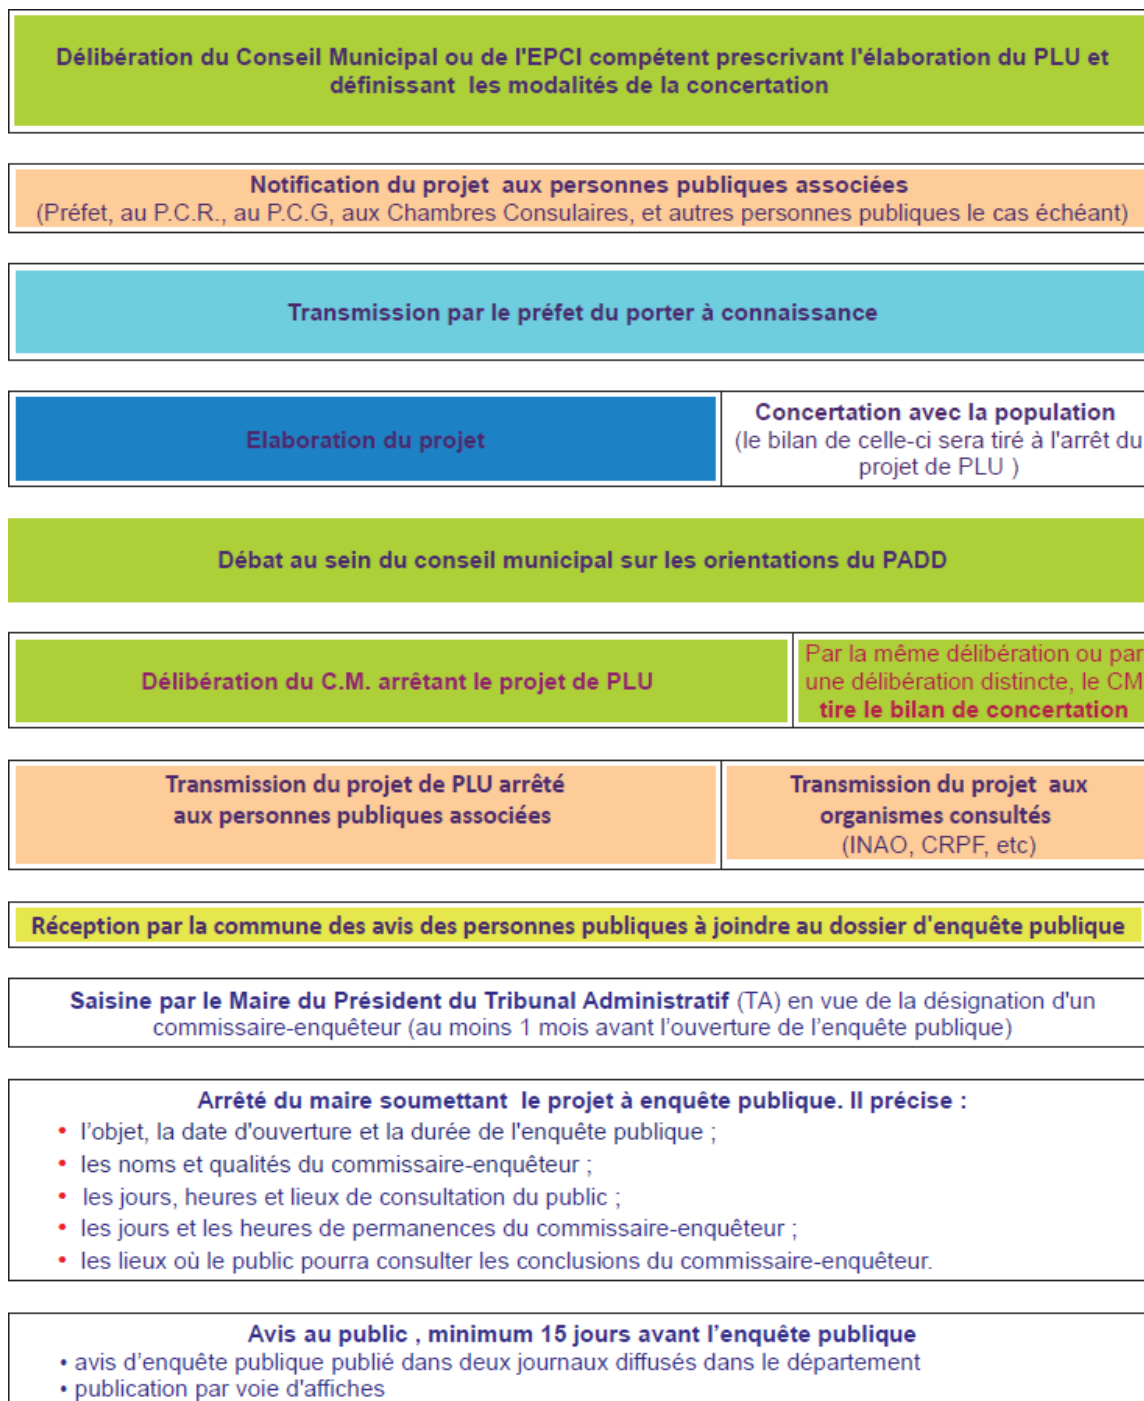 Délibération du Conseil Municipal ou de l'EPCI compétent prescrivant l'élaboration du PLU et
définissant les modalités de la concertation
Notification du projet aux personnes publiques associées
(Préfet, au P.C.R., au P.C.G, aux Chambres Consulaires, et autres personnes publiques le cas échéant)
Transmission par le préfet du porter à connaissance
Elaboration du projet
Concertation avec la population
(le bilan de celle-ci sera tiré à l'arrêt du
projet de PLU )
Débat au sein du conseil municipal sur les orientations du PADD
Délibération du C.M. arrêtant le projet de PLU
Par la même délibération ou par
une délibération distincte, le CM
tire le bilan de concertation
Transmission du projet de PLU arrêté
aux personnes publiques associées
Transmission du projet aux
organismes consultés
(INAO, CRPF, etc)
Réception par la commune des avis des personnes publiques à joindre au dossier d'enquête publique
Saisine par le Maire du Président du Tribunal Administratif (TA) en vue de la désignation d'un
commissaire-enquêteur (au moins 1 mois avant l'ouverture de l'enquête publique)
Arrêté du maire soumettant le projet à enquête publique. Il précise :
• l'objet, la date d'ouverture et la durée de l'enquête publique ;
• les noms et qualités du commissaire-enquêteur ;
• les jours, heures et lieux de consultation du public ;
• les jours et les heures de permanences du commissaire-enquêteur ;
• les lieux où le public pourra consulter les conclusions du commissaire-enquêteur.
Avis au public , minimum 15 jours avant l'enquête publique
• avis d'enquête publique publié dans deux journaux diffusés dans le département
• publication par voie d'affiches